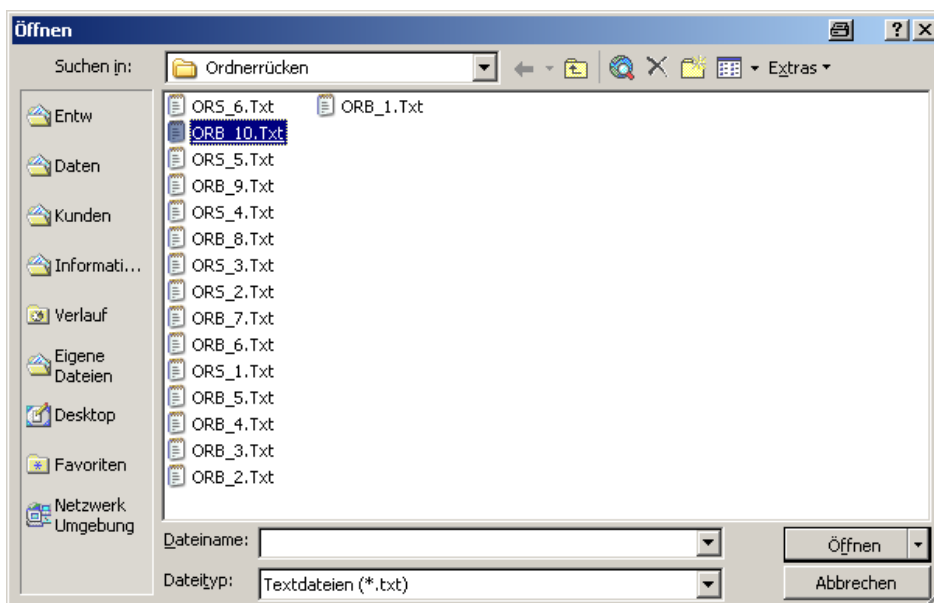 Öffnen
Suchen in:
Ordnerrücken
Extras
Entw
Daten
Kunden
Informati...
Verlauf
Eigene
Dateien
Desktop
Favoriten
Netzwerk
Umgebung
ORS_6.Txt
ORB_10.Txt
ORS_5.Txt
ORB_9.Txt
ORS_4.Txt
ORB_8.Txt
ORS_3.Txt
ORS_2.Txt
ORB_7.Txt
ORB_6.Txt
ORS_1.Txt
ORB_5.Txt
ORB_4.Txt
ORB_3.Txt
ORB_2.Txt
ORB_1.Txt
Dateiname:
Öffnen
Dateityp:
Textdateien (*.txt)
Abbrechen